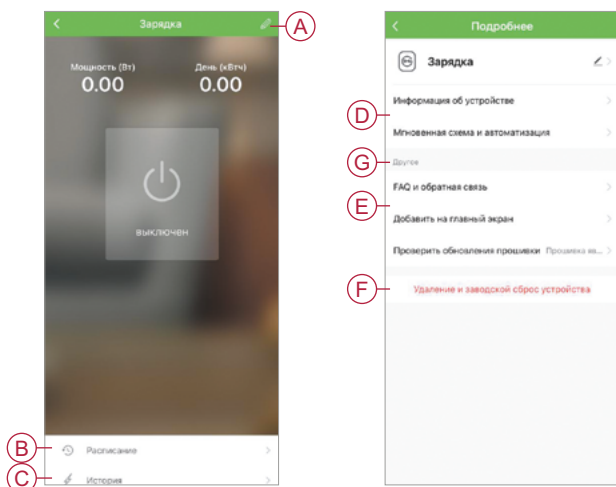 Зарядка
A
Мощность (Вт)
День (кВтч)
0.00
0.00
выключен
B
Расписание
C
История
Подробнее
Зарядка
Информация об устройстве
D
Мгновенная схема и автоматизация
G
Другое
FAQ и обратная связь
E
Добавить на главный экран
Проверить обновления прошивки Прошивка
F
Удаление и заводской сброс устройства